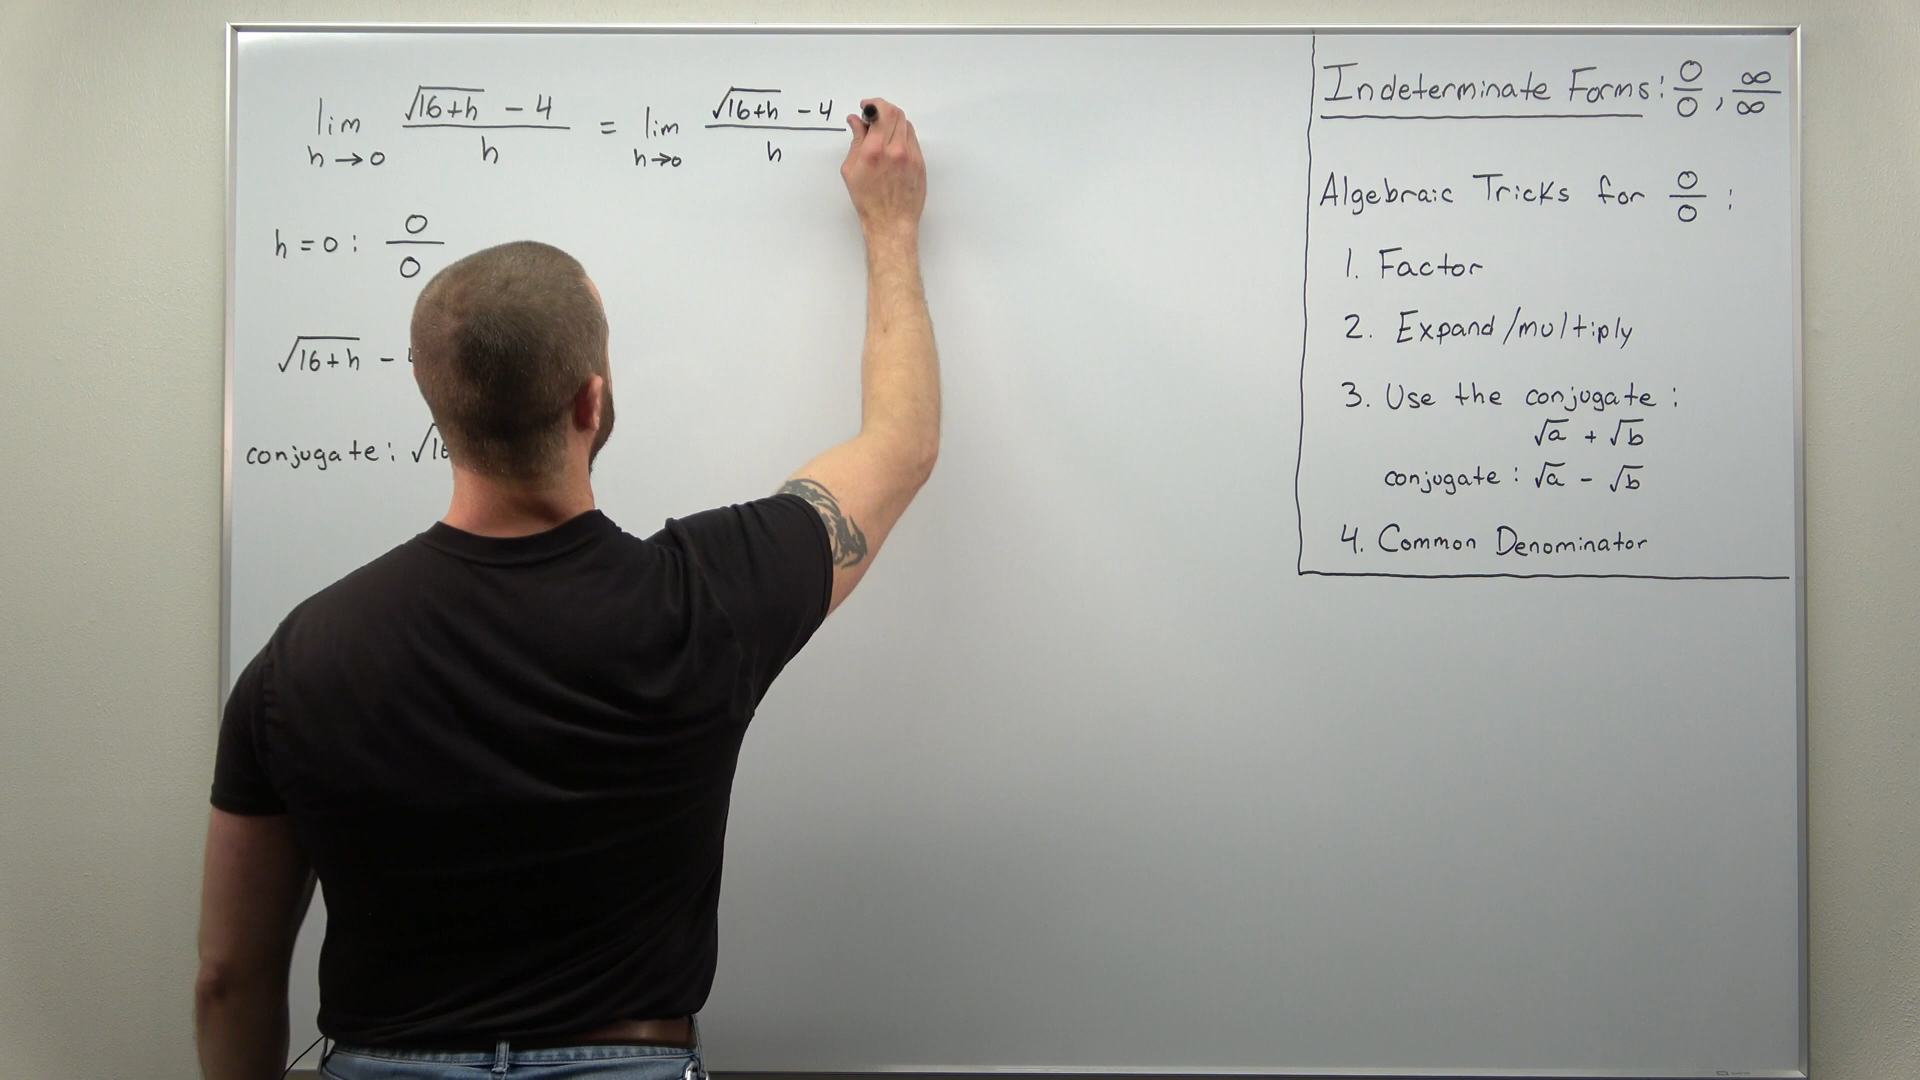 lim h→0 (√(16+h) - 4)/h = lim h→0 (√(16+h) - 4)/h
h = 0 : 0/0
√(16+h) -
conjugate :
Indeterminate Forms : 0/0 , ∞/∞
Algebraic Tricks for 0/0 :
1. Factor
2. Expand/multiply
3. Use the conjugate :
√a + √b
conjugate : √a - √b
4. Common Denominator